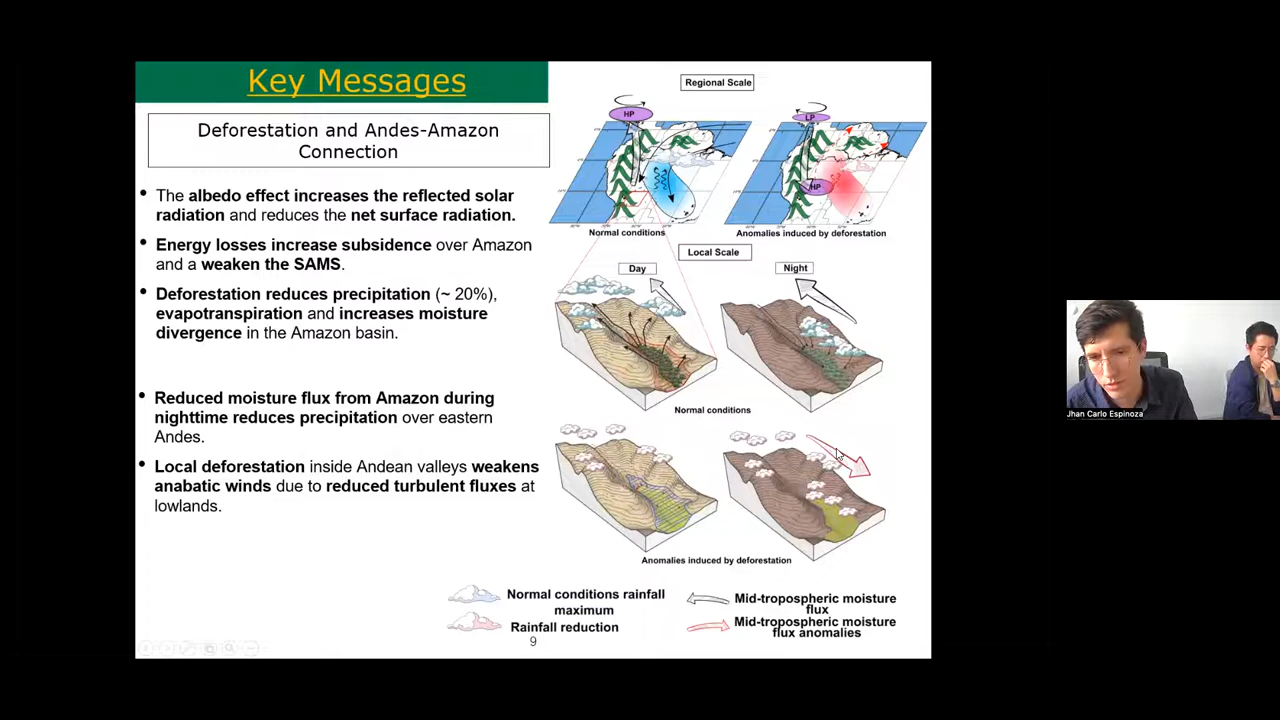 Key Messages
Deforestation and Andes-Amazon
Connection
• The albedo effect increases the reflected solar
radiation and reduces the net surface radiation.
• Energy losses increase subsidence over Amazon
and a weaken the SAMS.
• Deforestation reduces precipitation (~ 20%),
evapotranspiration and increases moisture
divergence in the Amazon basin.
• Reduced moisture flux from Amazon during
nighttime reduces precipitation over eastern
Andes.
• Local deforestation inside Andean valleys weakens
anabatic winds due to reduced turbulent fluxes at
lowlands.
Regional Scale
HP
LP
HP
Normal conditions
Anomalies induced by deforestation
Local Scale
Day
Night
Normal conditions
Anomalies induced by deforestation
Normal conditions rainfall
maximum
Rainfall reduction
Mid-tropospheric moisture
flux
Mid-tropospheric moisture
flux anomalies
9
Jhan Carlo Espinoza